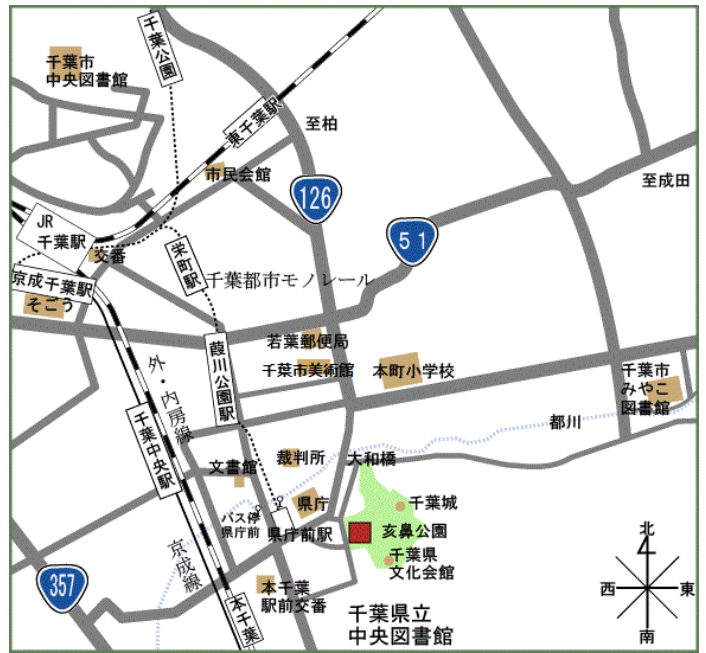 千葉市
中央図書館
千葉公園
東千葉駅
至柏
市民会館
126
至成田
51
JR
千葉駅
交番
栄町駅
京成千葉駅
そごう
千葉都市モノレール
葭川公園駅
若葉郵便局
千葉市美術館
本町小学校
千葉市
みやこ
図書館
外・内房線
千葉中央駅
都川
裁判所
大和橋
文書館
県庁
千葉城
バス停
県庁前
県庁前駅
亥鼻公園
千葉県
文化会館
京成線
357
本千葉
本千葉
駅前交番
千葉県立
中央図書館
北
西
東
南